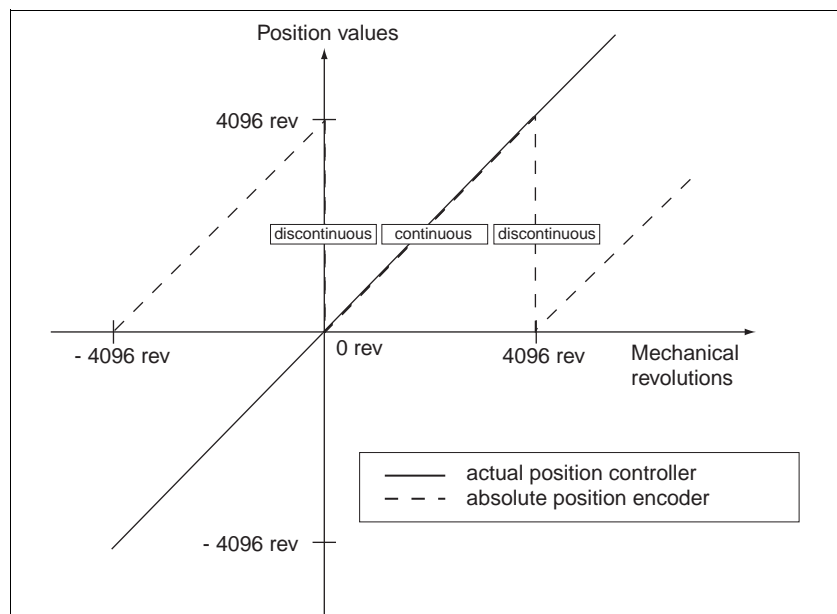 Position values
4096 rev
discontinuous
continuous
discontinuous
- 4096 rev
0 rev
4096 rev
Mechanical
revolutions
actual position controller
absolute position encoder
- 4096 rev